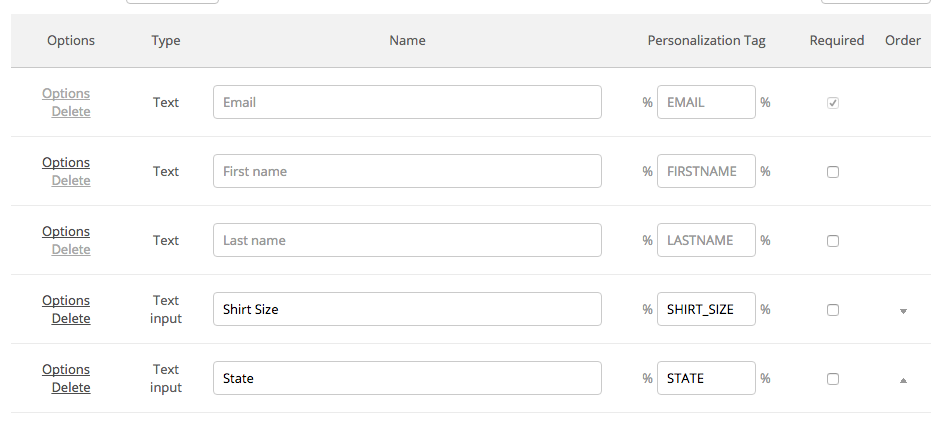 Options Type Name Personalization Tag Required Order
Options
Delete Text Email % EMAIL %
Options
Delete Text First name % FIRSTNAME %
Options
Delete Text Last name % LASTNAME %
Options Text
Delete input Shirt Size % SHIRT_SIZE %
Options Text
Delete input State % STATE %